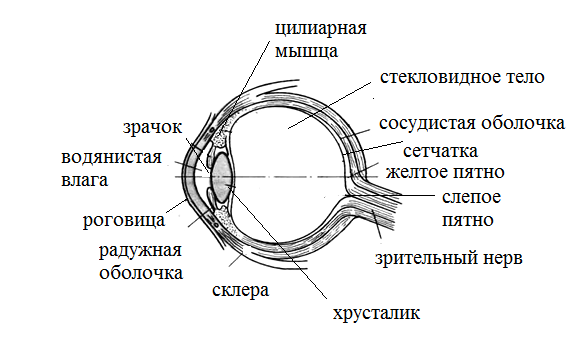 цилиарная
мышца
стекловидное тело
зрачок
сосудистая оболочка
водянистая
влага
сетчатка
желтое пятно
слепое
пятно
роговица
радужная
оболочка
зрительный нерв
склера
хрусталик